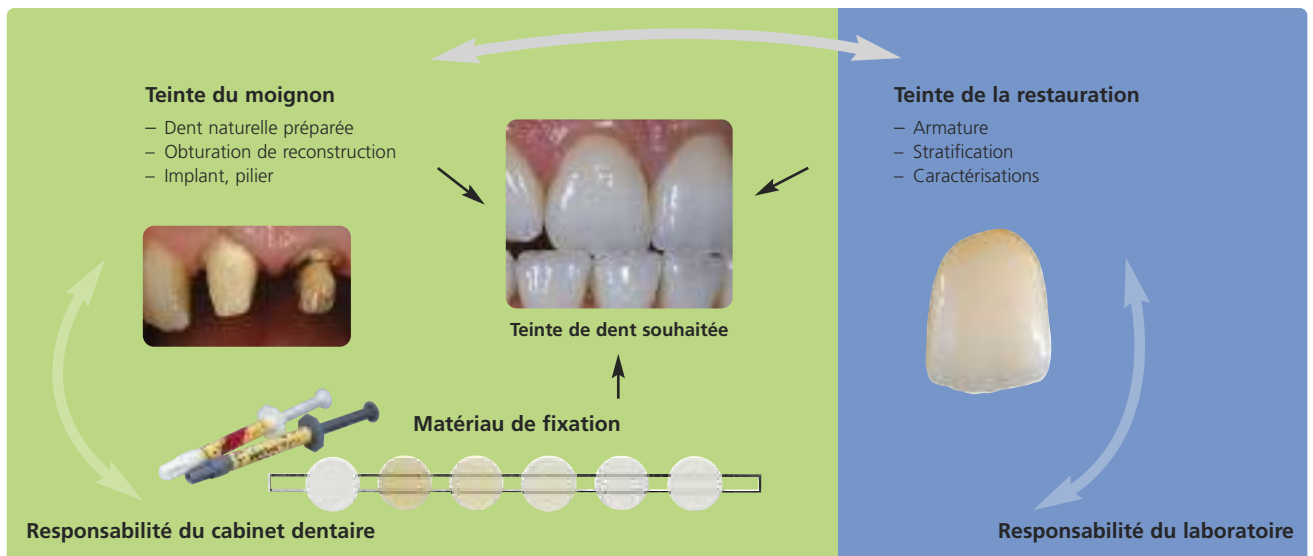 Teinte du moignon
– Dent naturelle préparée
– Obturation de reconstruction
– Implant, pilier
Teinte de dent souhaitée
Matériau de fixation
Responsabilité du cabinet dentaire
Teinte de la restauration
– Armature
– Stratification
– Caractérisations
Responsabilité du laboratoire